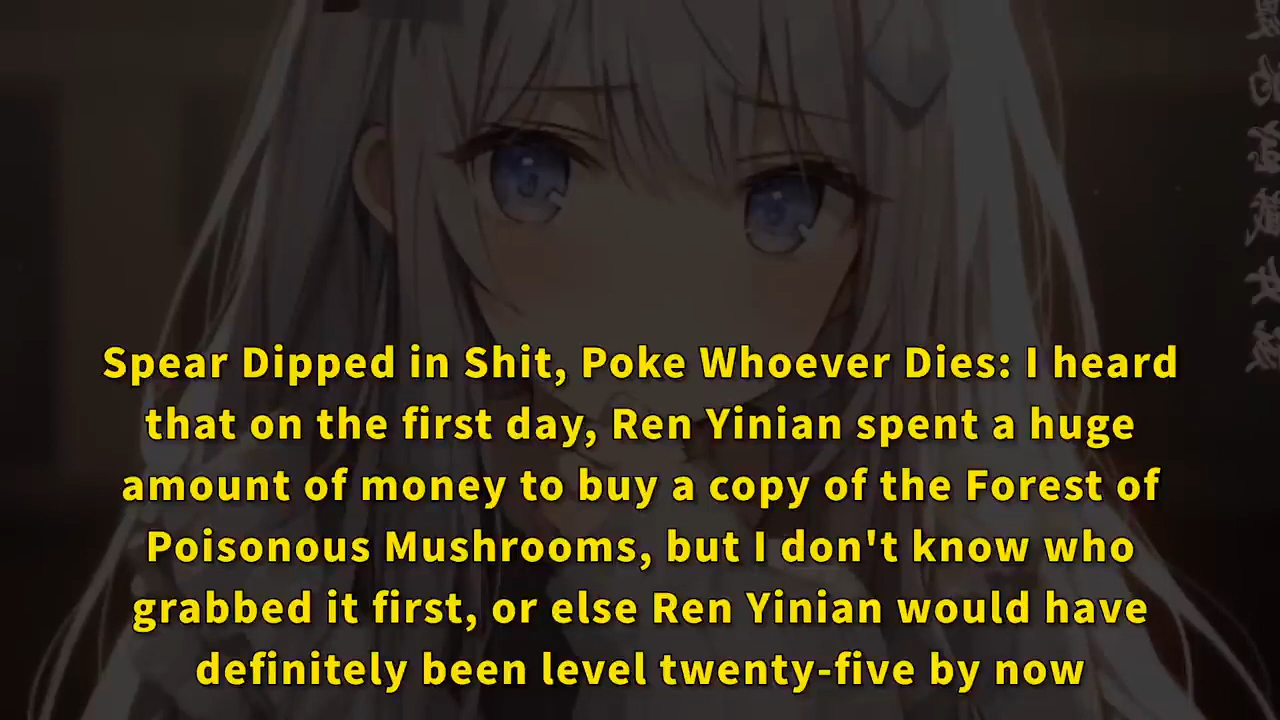 Spear Dipped in Shit, Poke Whoever Dies: I heard
that on the first day, Ren Yinian spent a huge
amount of money to buy a copy of the Forest of
Poisonous Mushrooms, but I don't know who
grabbed it first, or else Ren Yinian would have
definitely been level twenty-five by now